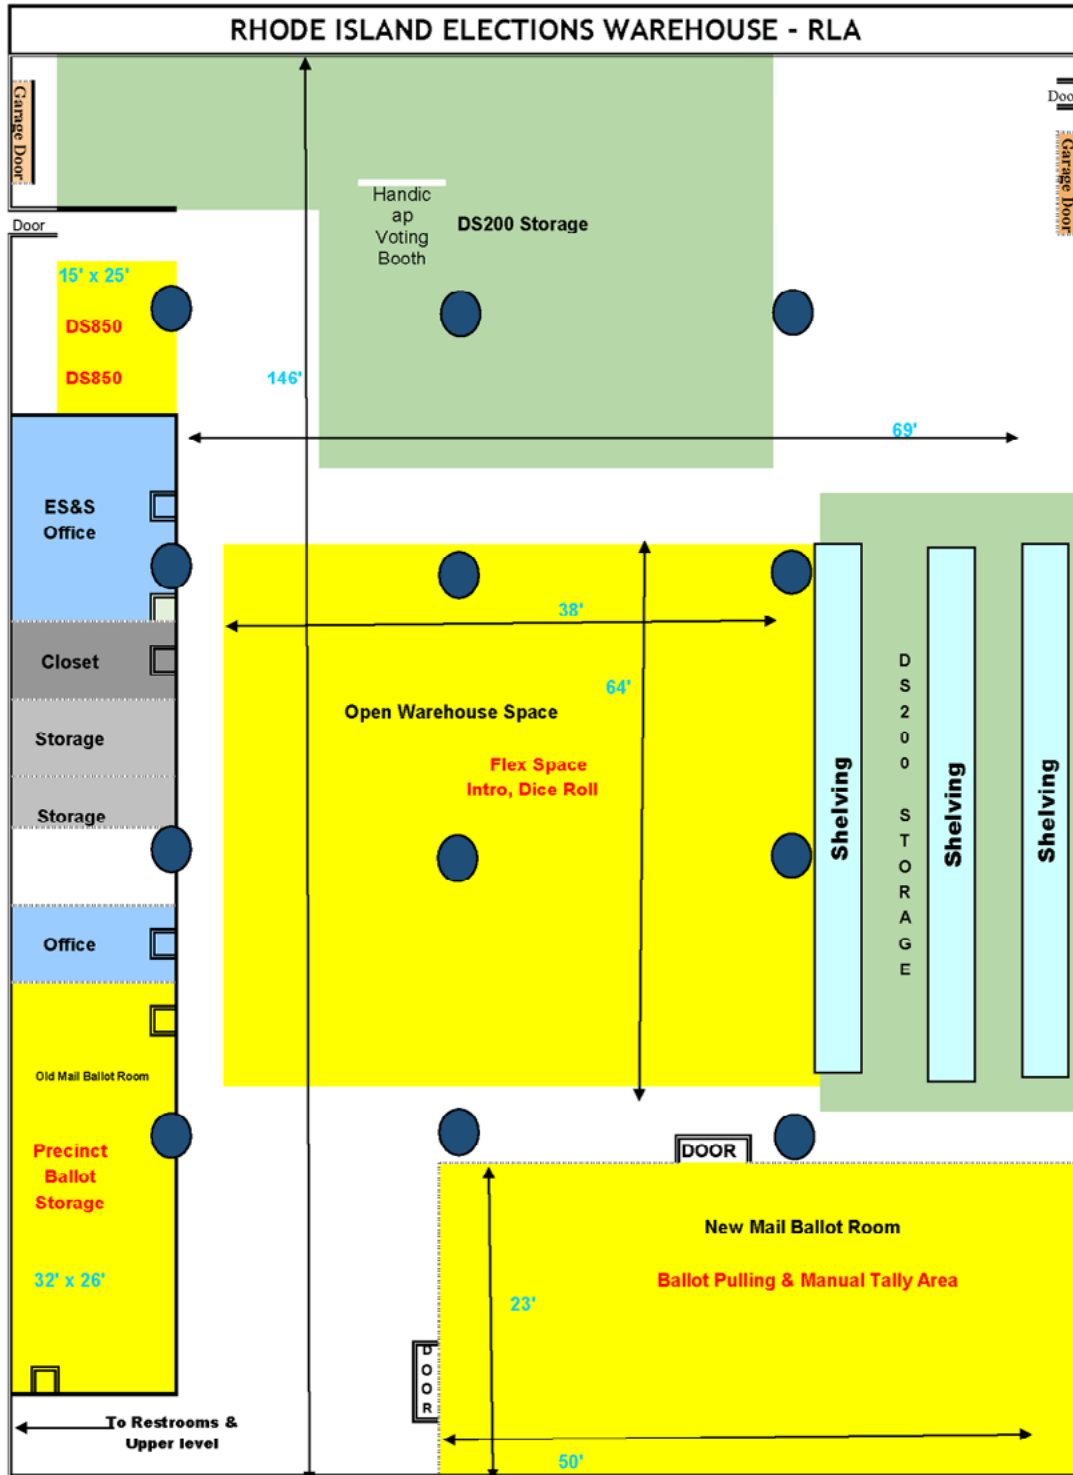 RHODE ISLAND ELECTIONS WAREHOUSE - RLA
Garage Door
Door
Garage Door
Handic
ap
Voting
Booth
DS200 Storage
Door
15' x 25'
DS850
DS850
146'
69'
ES&S
Office
38'
Closet
64'
Open Warehouse Space
Storage
Flex Space
Intro, Dice Roll
Storage
Shelving
DS200 STORAGE
Shelving
Shelving
Office
Old Mail Ballot Room
Precinct
Ballot
Storage
32' x 26'
DOOR
New Mail Ballot Room
Ballot Pulling & Manual Tally Area
23'
DOOR
To Restrooms &
Upper level
50'